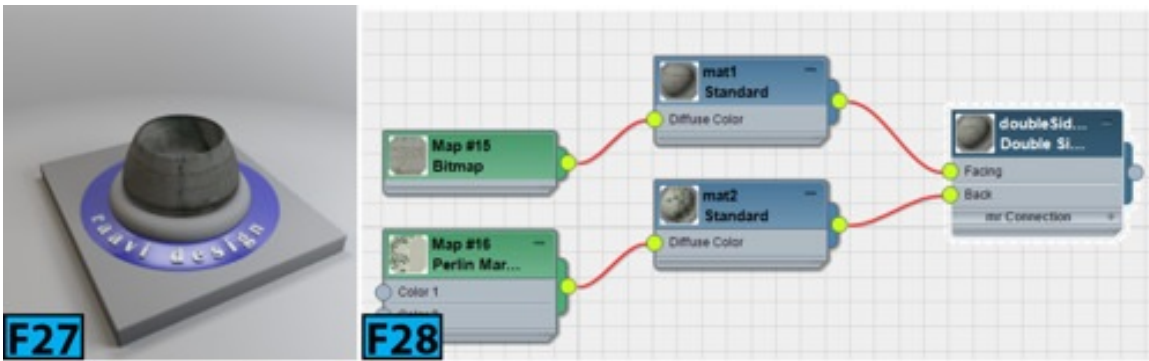 raavi design
F27
mat1
Standard
Diffuse Color
Map #15
Bitmap
mat2
Standard
Diffuse Color
Map #16
Perlin Mar...
Color 1
doubleSid...
Double Si...
Facing
Back
mr Connection +
F28